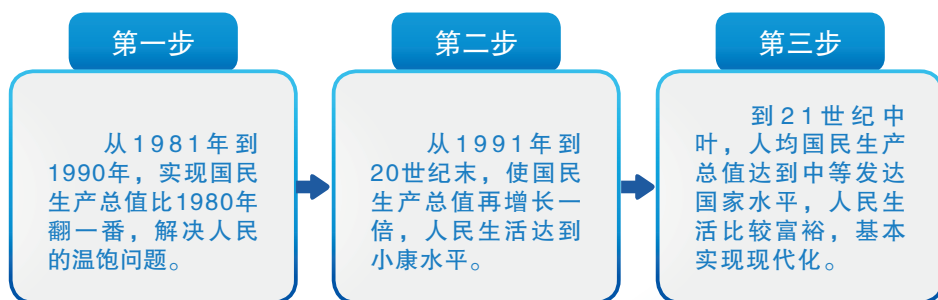 第一步
从1981年到
1990年，实现国民
生产总值比1980年
翻一番，解决人民
的温饱问题。
第二步
从1991年到
20世纪末，使国民
生产总值再增长一
倍，人民生活达到
小康水平。
第三步
到21世纪中
叶，人均国民生产
总值达到中等发达
国家水平，人民生
活比较富裕，基本
实现现代化。